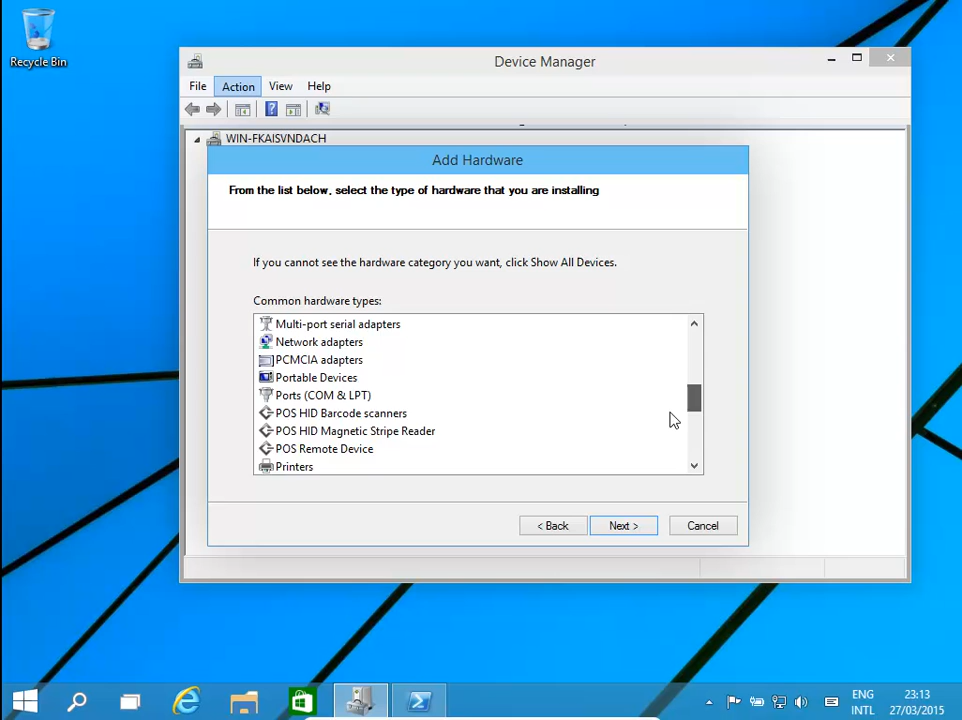 Recycle Bin
Device Manager
File Action View Help
WIN-FKAISVNDACH
Add Hardware
From the list below, select the type of hardware that you are installing
If you cannot see the hardware category you want, click Show All Devices.
Common hardware types:
Multi-port serial adapters
Network adapters
PCMCIA adapters
Portable Devices
Ports (COM & LPT)
POS HID Barcode scanners
POS HID Magnetic Stripe Reader
POS Remote Device
Printers
< Back Next > Cancel
ENG 23:13
INTL 27/03/2015